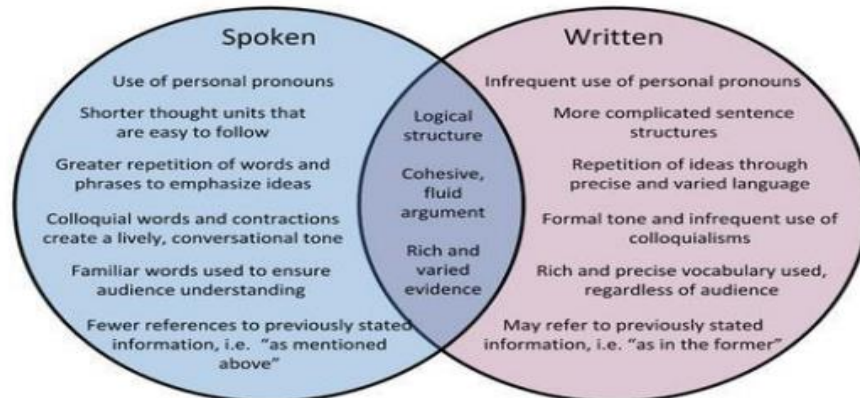 Spoken
Use of personal pronouns
Shorter thought units that
are easy to follow
Greater repetition of words and
phrases to emphasize ideas
Colloquial words and contractions
create a lively, conversational tone
Familiar words used to ensure
audience understanding
Fewer references to previously stated
information, i.e. "as mentioned
above"
Logical
structure
Cohesive,
fluid
argument
Rich and
varied
evidence
Written
Infrequent use of personal pronouns
More complicated sentence
structures
Repetition of ideas through
precise and varied language
Formal tone and infrequent use of
colloquialisms
Rich and precise vocabulary used,
regardless of audience
May refer to previously stated
information, i.e. "as in the former"